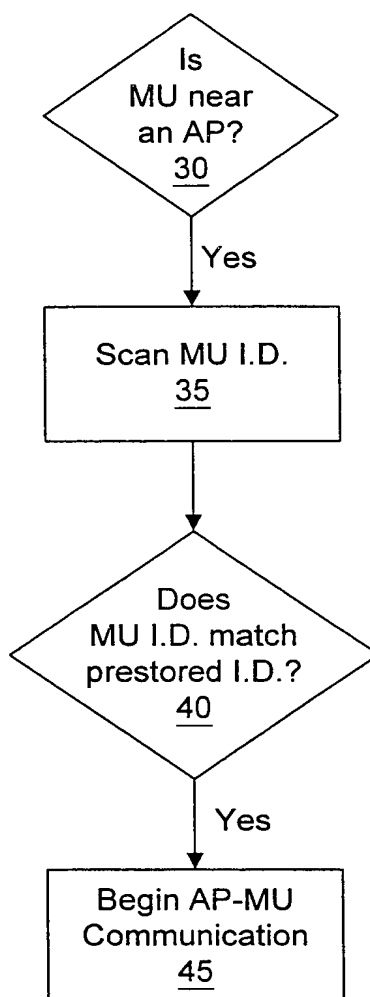 Is
MU near
an AP?
30
Yes
Scan MU I.D.
35
Does
MU I.D. match
prestored I.D.?
40
Yes
Begin AP-MU
Communication
45